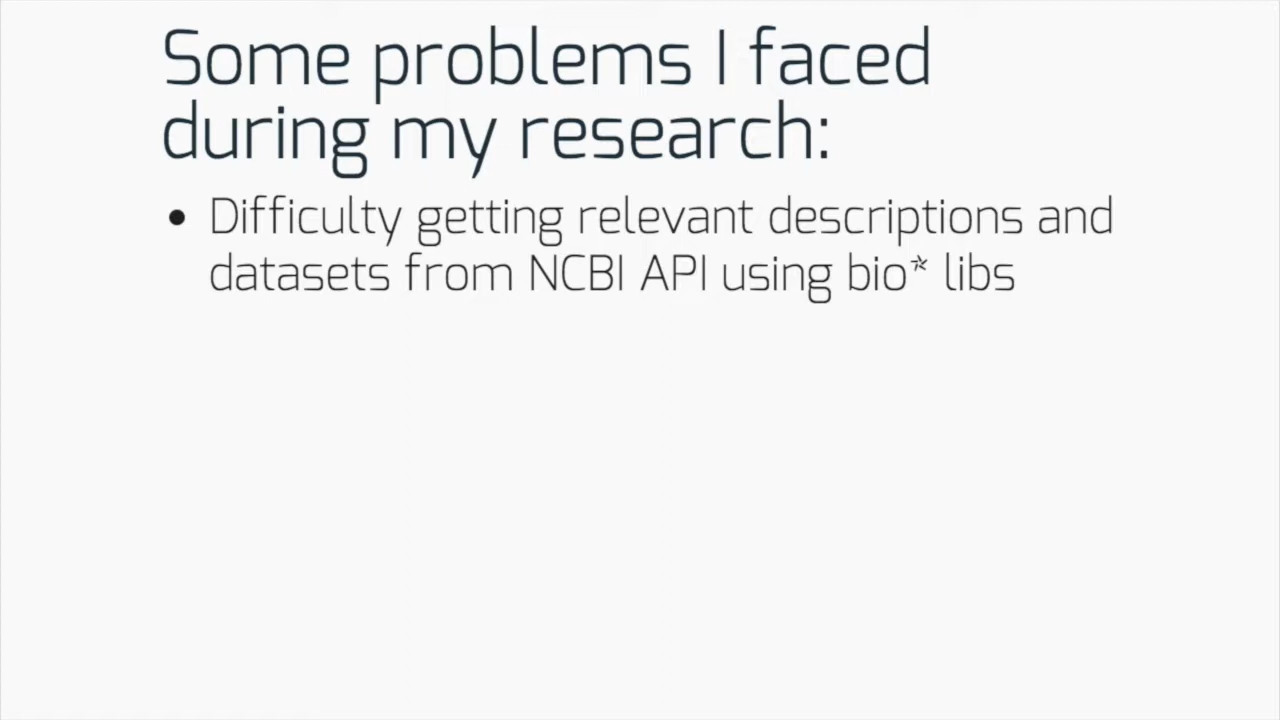 Some problems I faced
during my research:
• Difficulty getting relevant descriptions and
datasets from NCBI API using bio* libs